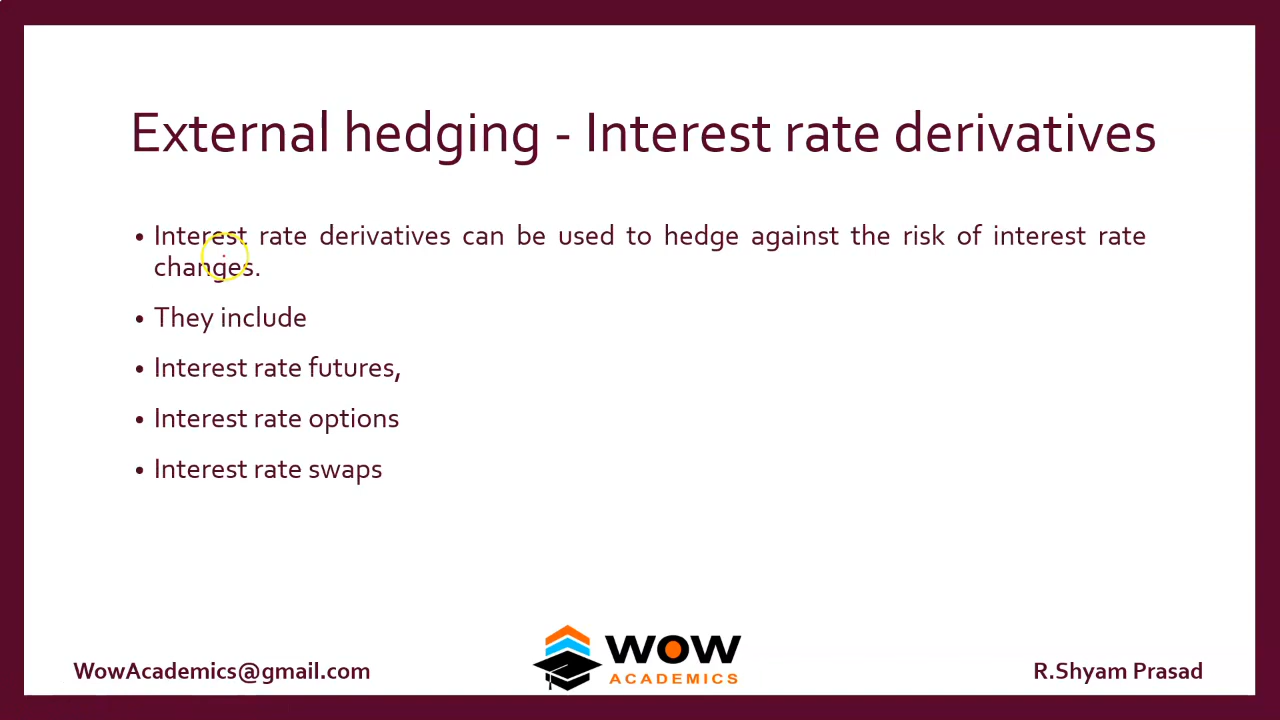 External hedging - Interest rate derivatives
• Interest rate derivatives can be used to hedge against the risk of interest rate
changes.
• They include
• Interest rate futures,
• Interest rate options
• Interest rate swaps
WowAcademics@gmail.com
WOW
ACADEMICS
R.Shyam Prasad